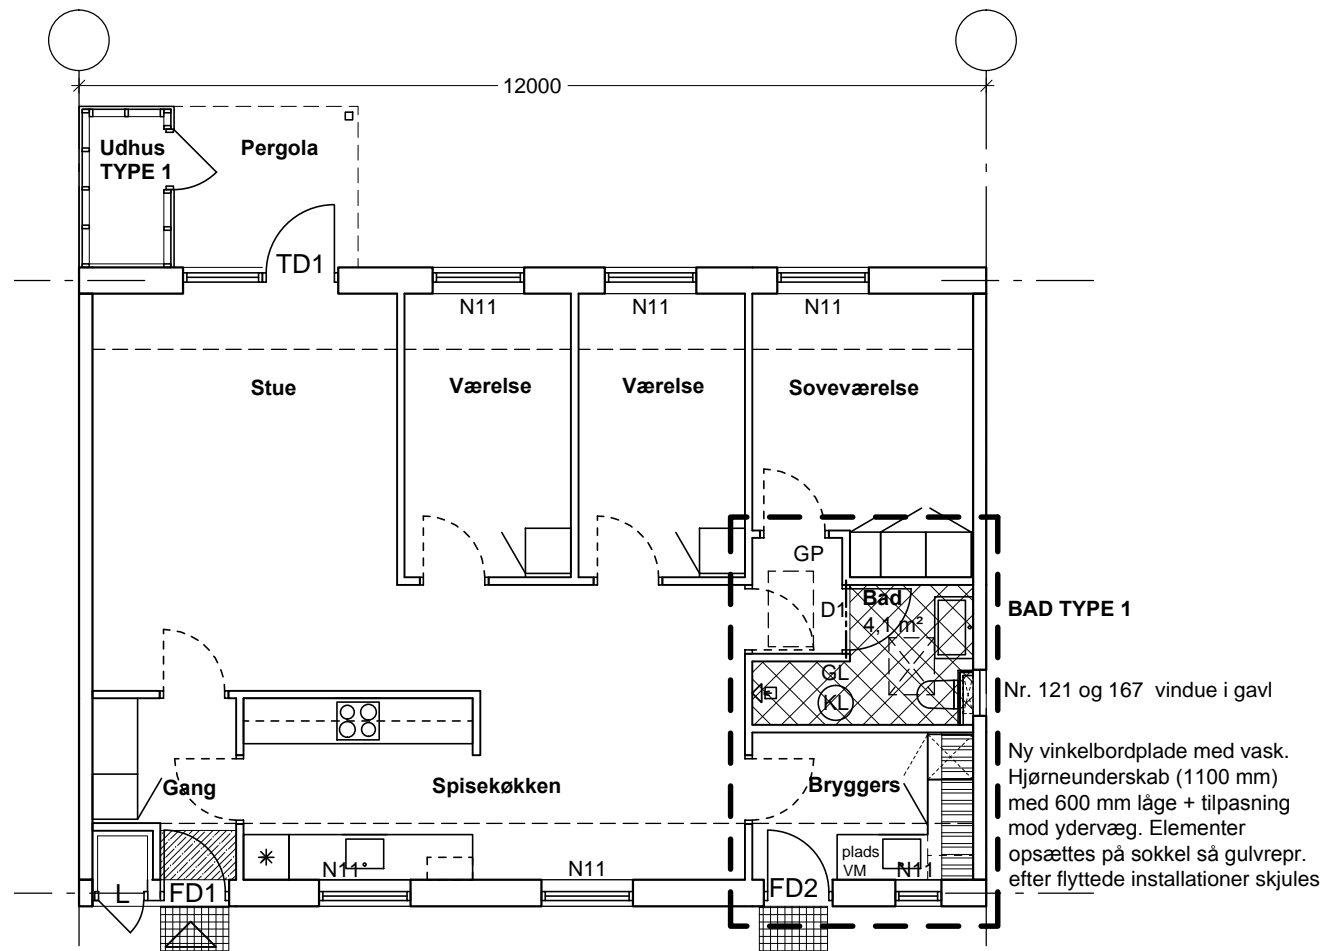 12000
Udhus
TYPE 1
Pergola
TD1
N11
N11
N11
Stue
Værelse
Værelse
Soveværelse
GP
D1
Bad
4,1 m²
BAD TYPE 1
GL
KL
Nr. 121 og 167 vindue i gavl
Gang
Spisekøkken
Bryggers
Ny vinkelbordplade med vask.
Hjørneunderskab (1100 mm)
med 600 mm låge + tilpasning
mod ydervæg. Elementer
opsættes på sokkel så gulvrepr.
efter flyttede installationer skjules
plads
VM
N11
N11
N11
L
FD1
FD2